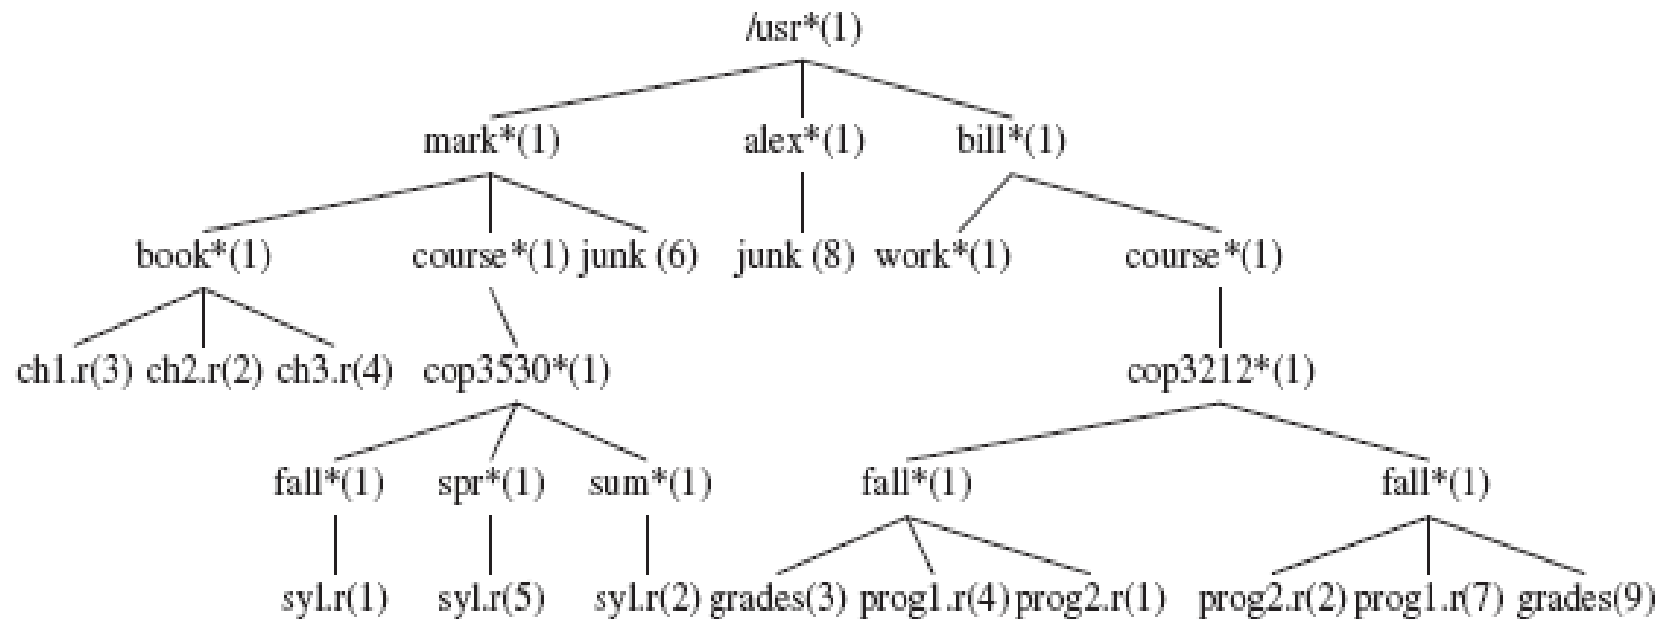 /usr*(1)
mark*(1) alex*(1) bill*(1)
book*(1) course*(1) junk (6) junk (8) work*(1) course*(1)
ch1.r(3) ch2.r(2) ch3.r(4) cop3530*(1) cop3212*(1)
fall*(1) spr*(1) sum*(1) fall*(1) fall*(1)
syl.r(1) syl.r(5) syl.r(2) grades(3) prog1.r(4) prog2.r(1) prog2.r(2) prog1.r(7) grades(9)